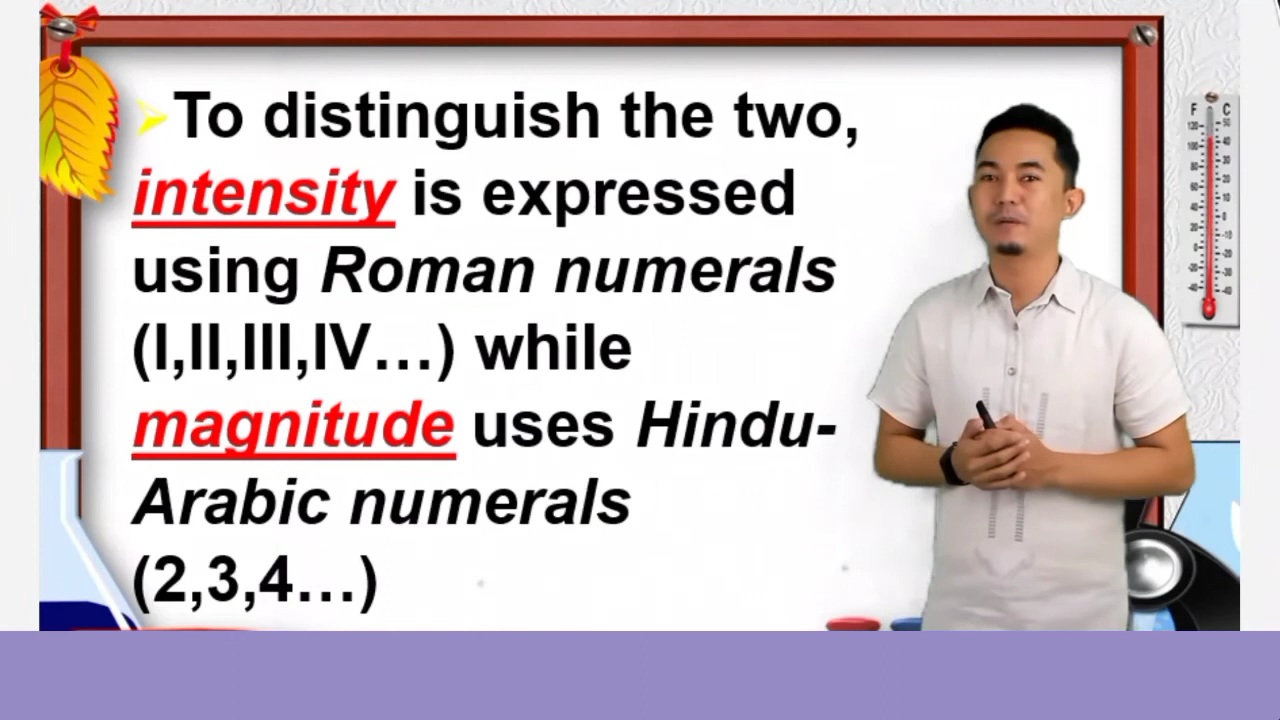 To distinguish the two,
intensity is expressed
using Roman numerals
(I,II,III,IV…) while
magnitude uses Hindu-
Arabic numerals
(2,3,4…)
F C